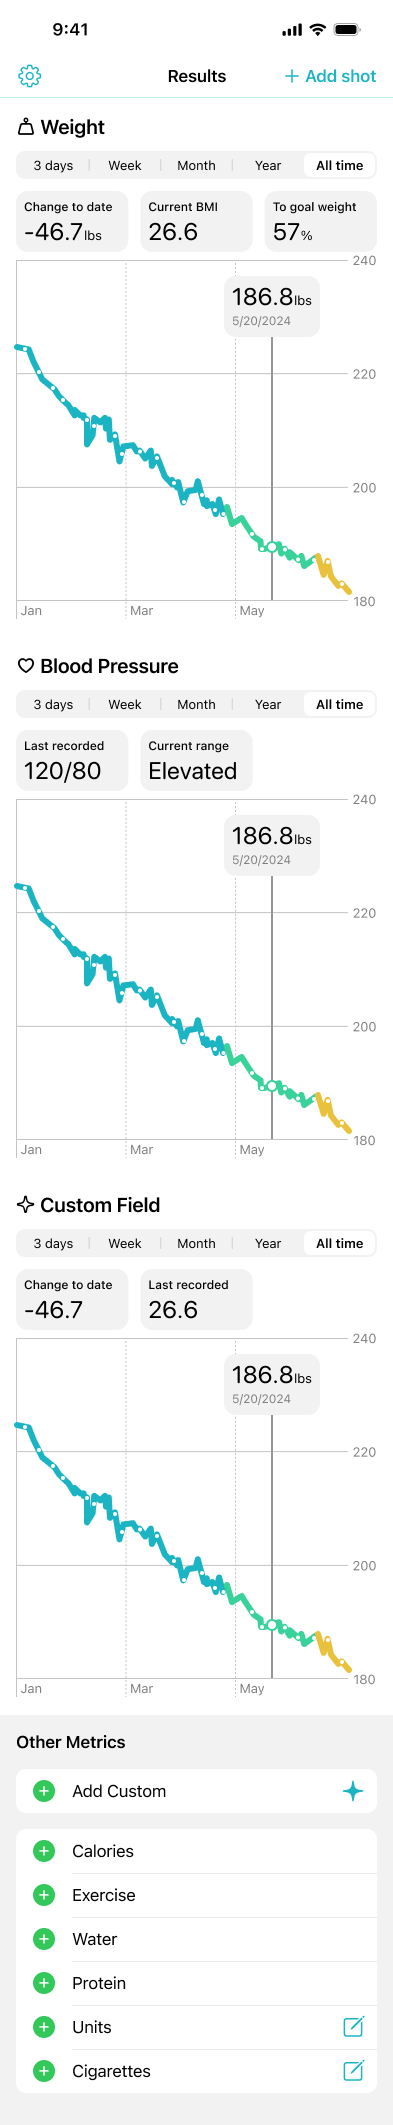 9:41
Results
+ Add shot
Weight
3 days Week Month Year All time
Change to date Current BMI To goal weight
-46.7lbs 26.6 57%
240
186.8lbs
5/20/2024
220
200
180
Jan Mar May
Blood Pressure
3 days Week Month Year All time
Last recorded Current range
120/80 Elevated
240
186.8lbs
5/20/2024
220
200
180
Jan Mar May
Custom Field
3 days Week Month Year All time
Change to date Last recorded
-46.7 26.6
240
186.8lbs
5/20/2024
220
200
180
Jan Mar May
Other Metrics
Add Custom
Calories
Exercise
Water
Protein
Units
Cigarettes